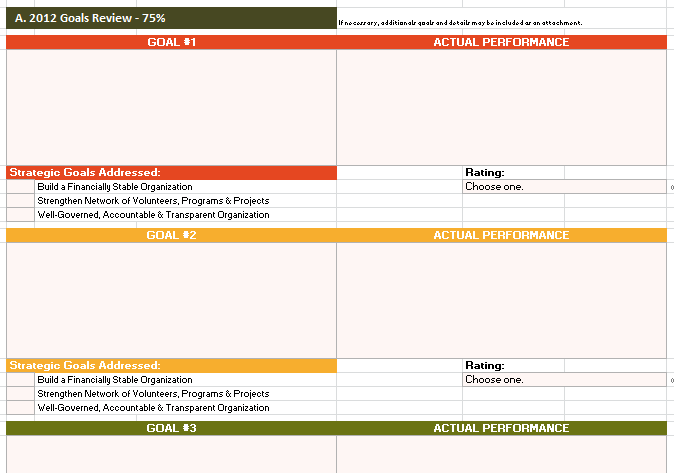 A. 2012 Goals Review - 75%
If necessary, additionals goals and details may be included as an attachment.
GOAL #1 ACTUAL PERFORMANCE
Strategic Goals Addressed: Rating:
Build a Financially Stable Organization Choose one.
Strengthen Network of Volunteers, Programs & Projects
Well-Governed, Accountable & Transparent Organization
GOAL #2 ACTUAL PERFORMANCE
Strategic Goals Addressed: Rating:
Build a Financially Stable Organization Choose one.
Strengthen Network of Volunteers, Programs & Projects
Well-Governed, Accountable & Transparent Organization
GOAL #3 ACTUAL PERFORMANCE